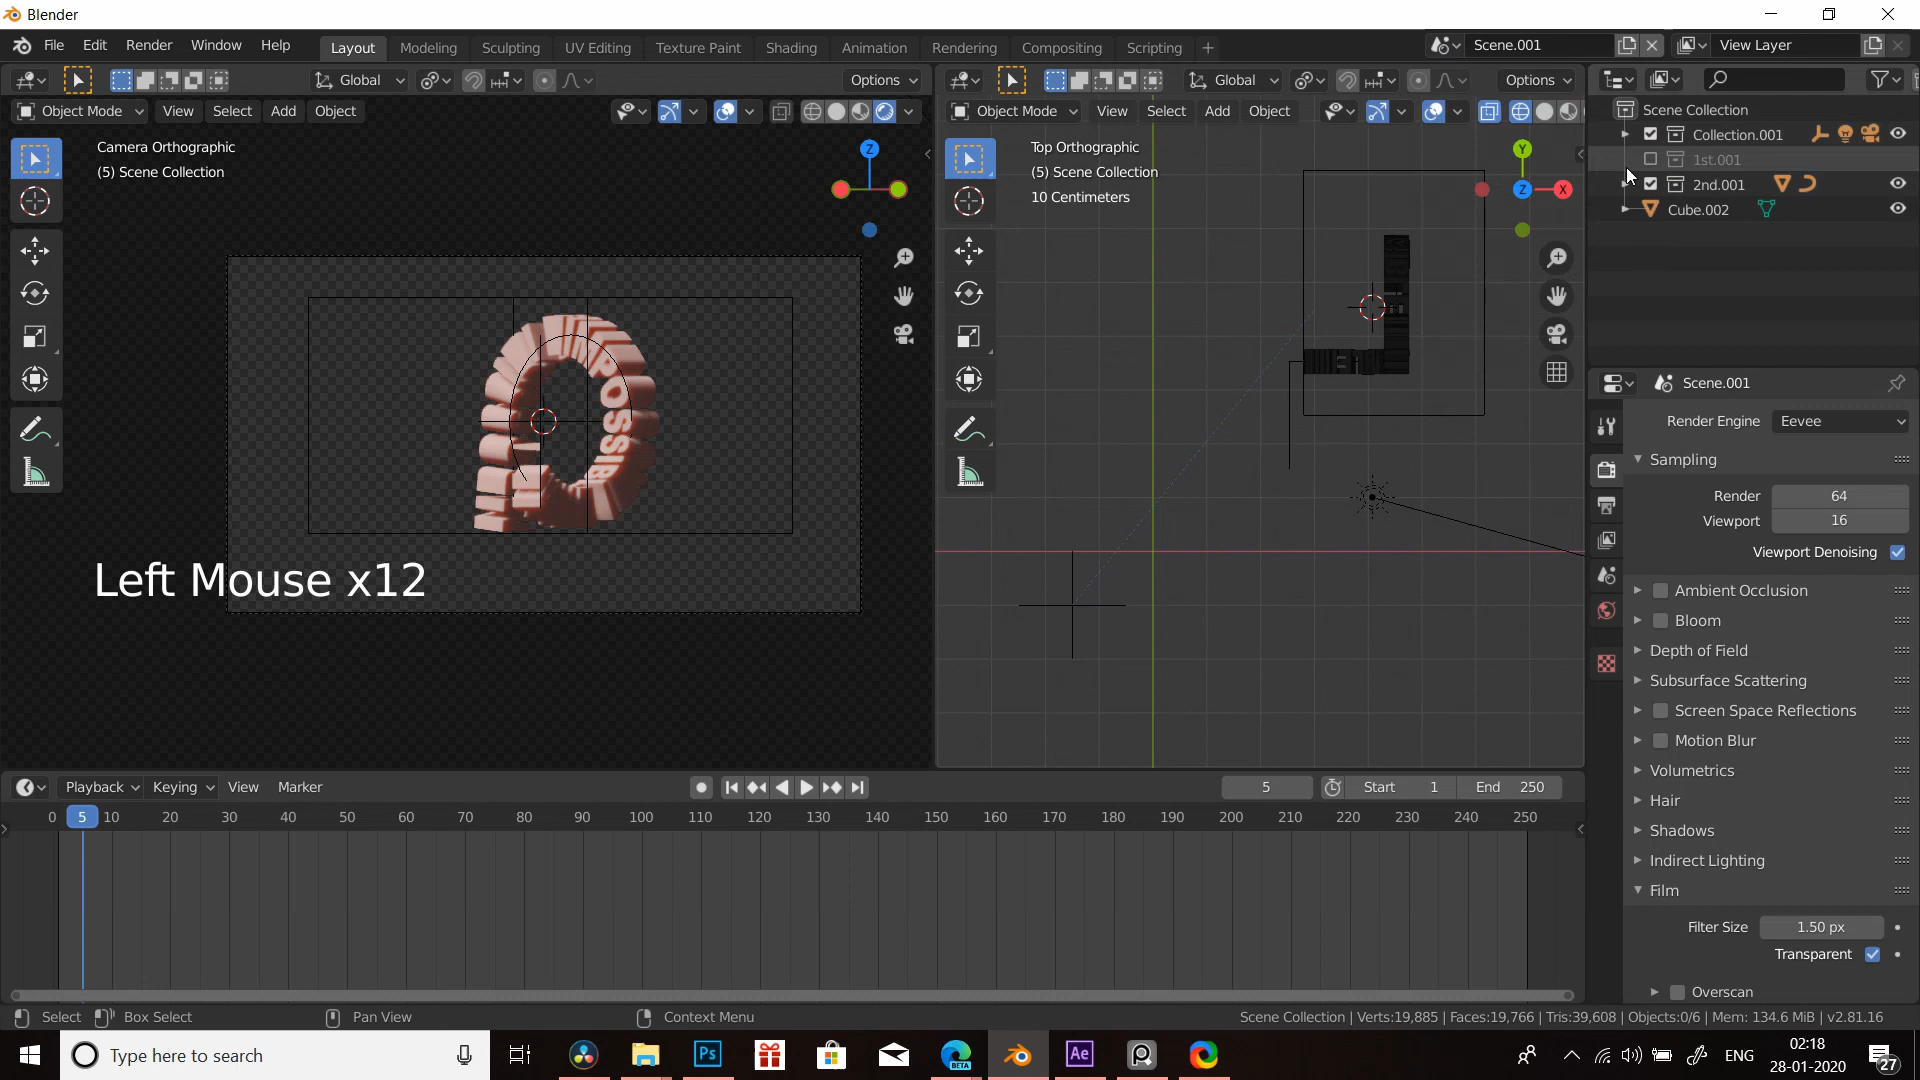 Blender
File Edit Render Window Help Layout Modeling Sculpting UV Editing Texture Paint Shading Animation Rendering Compositing Scripting + Scene.001 View Layer
Global Options Global Options
Object Mode View Select Add Object Object Mode View Select Add Object
Scene Collection
Collection.001
1st.001
2nd.001
Cube.002
Camera Orthographic
(5) Scene Collection
Z
Top Orthographic
(5) Scene Collection
10 Centimeters
Y
Z X
IMPOSSIB
Left Mouse x12
Scene.001
Render Engine Eevee
Sampling
Render 64
Viewport 16
Viewport Denoising
Ambient Occlusion
Bloom
Depth of Field
Subsurface Scattering
Screen Space Reflections
Motion Blur
Volumetrics
Hair
Shadows
Indirect Lighting
Film
Filter Size 1.50 px
Transparent
Overscan
Playback Keying View Marker 5 Start 1 End 250
0 5 10 20 30 40 50 60 70 80 90 100 110 120 130 140 150 160 170 180 190 200 210 220 230 240 250
Select Box Select Pan View Context Menu Scene Collection | Verts:19,885 | Faces:19,766 | Tris:39,608 | Objects:0/6 | Mem: 134.6 MiB | v2.81.16
Type here to search Ps BETA Ae ENG 02:18
28-01-2020 27